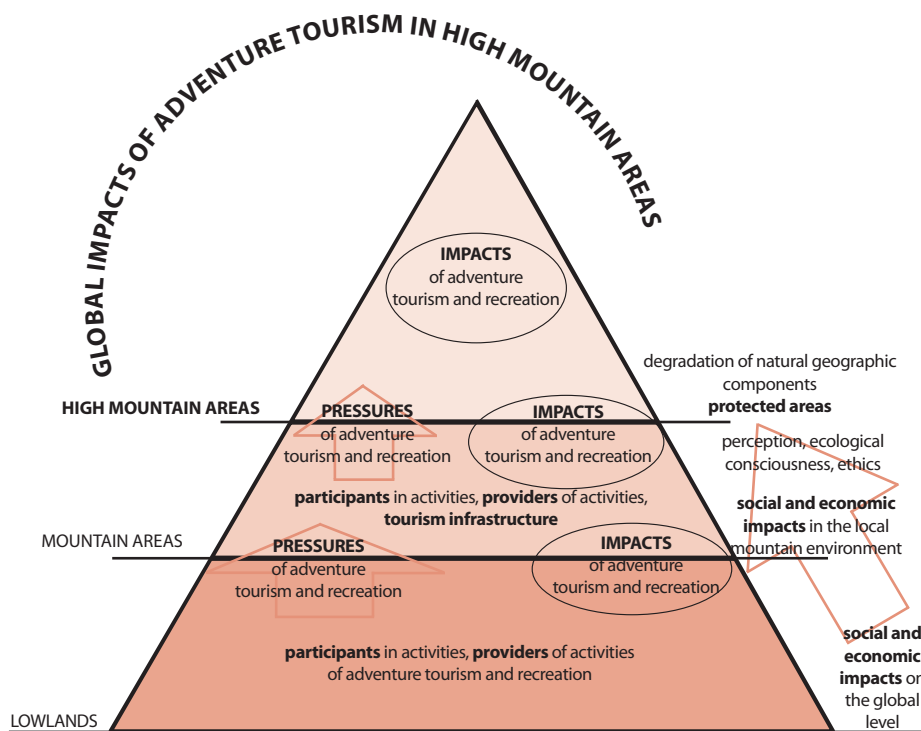 GLOBAL IMPACTS OF ADVENTURE TOURISM IN HIGH MOUNTAIN AREAS
IMPACTS
of adventure
tourism and recreation
degradation of natural geographic
components
protected areas
HIGH MOUNTAIN AREAS
PRESSURES
of adventure
tourism and recreation
IMPACTS
of adventure
tourism and recreation
perception, ecological
consciousness, ethics
participants in activities, providers of activities,
tourism infrastructure
social and economic
impacts in the local
mountain environment
MOUNTAIN AREAS
PRESSURES
of adventure
tourism and recreation
IMPACTS
of adventure
tourism and recreation
participants in activities, providers of activities
of adventure tourism and recreation
social and
economic
impacts or
the global
level
LOWLANDS